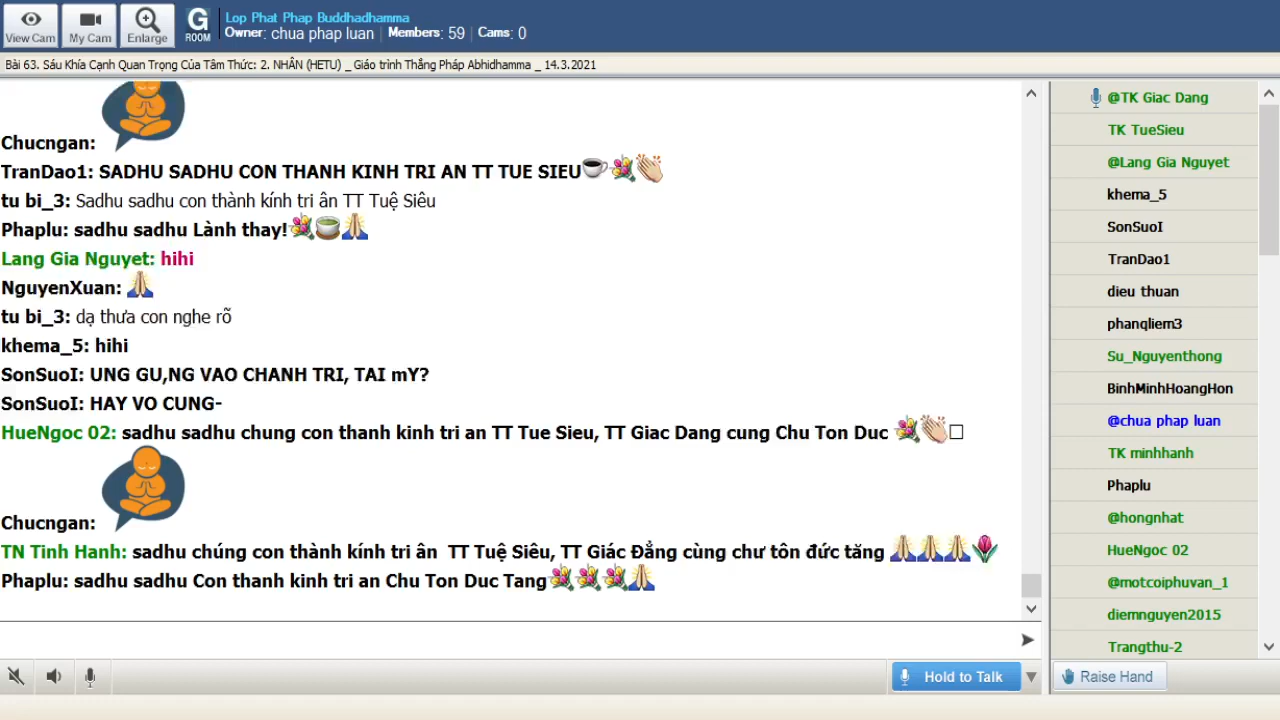 View Cam
My Cam
Enlarge
G
ROOM
Lop Phat Phap Buddhadhamma
Owner: chua phap luan Members: 59 Cams: 0
Bài 63. Sáu Khía Cạnh Quan Trọng Của Tâm Thức: 2. NHÂN (HETU) _ Giáo trình Thắng Pháp Abhidhamma _ 14.3.2021
Chucngan:
TranDao1: SADHU SADHU CON THANH KINH TRI AN TT TUE SIEU
tu bi_3: Sadhu sadhu con thành kính tri ân TT Tuệ Siêu
Phaplu: sadhu sadhu Lành thay!
Lang Gia Nguyet: hihi
NguyenXuan:
tu bi_3: dạ thưa con nghe rõ
khema_5: hihi
SonSuoI: UNG GU,NG VAO CHANH TRI, TAI mY?
SonSuoI: HAY VO CUNG-
HueNgoc 02: sadhu sadhu chung con thanh kinh tri an TT Tue Sieu, TT Giac Dang cung Chu Ton Duc
Chucngan:
TN Tinh Hanh: sadhu chúng con thành kính tri ân  TT Tuệ Siêu, TT Giác Đẳng cùng chư tôn đức tăng
Phaplu: sadhu sadhu Con thanh kinh tri an Chu Ton Duc Tang
@TK Giac Dang
TK TueSieu
@Lang Gia Nguyet
khema_5
SonSuoI
TranDao1
dieu thuan
phanqliem3
Su_Nguyenthong
BinhMinhHoangHon
@chua phap luan
TK minhhanh
Phaplu
@hongnhat
HueNgoc 02
@motcoiphuvan_1
diemnguyen2015
Trangthu-2
Hold to Talk
Raise Hand